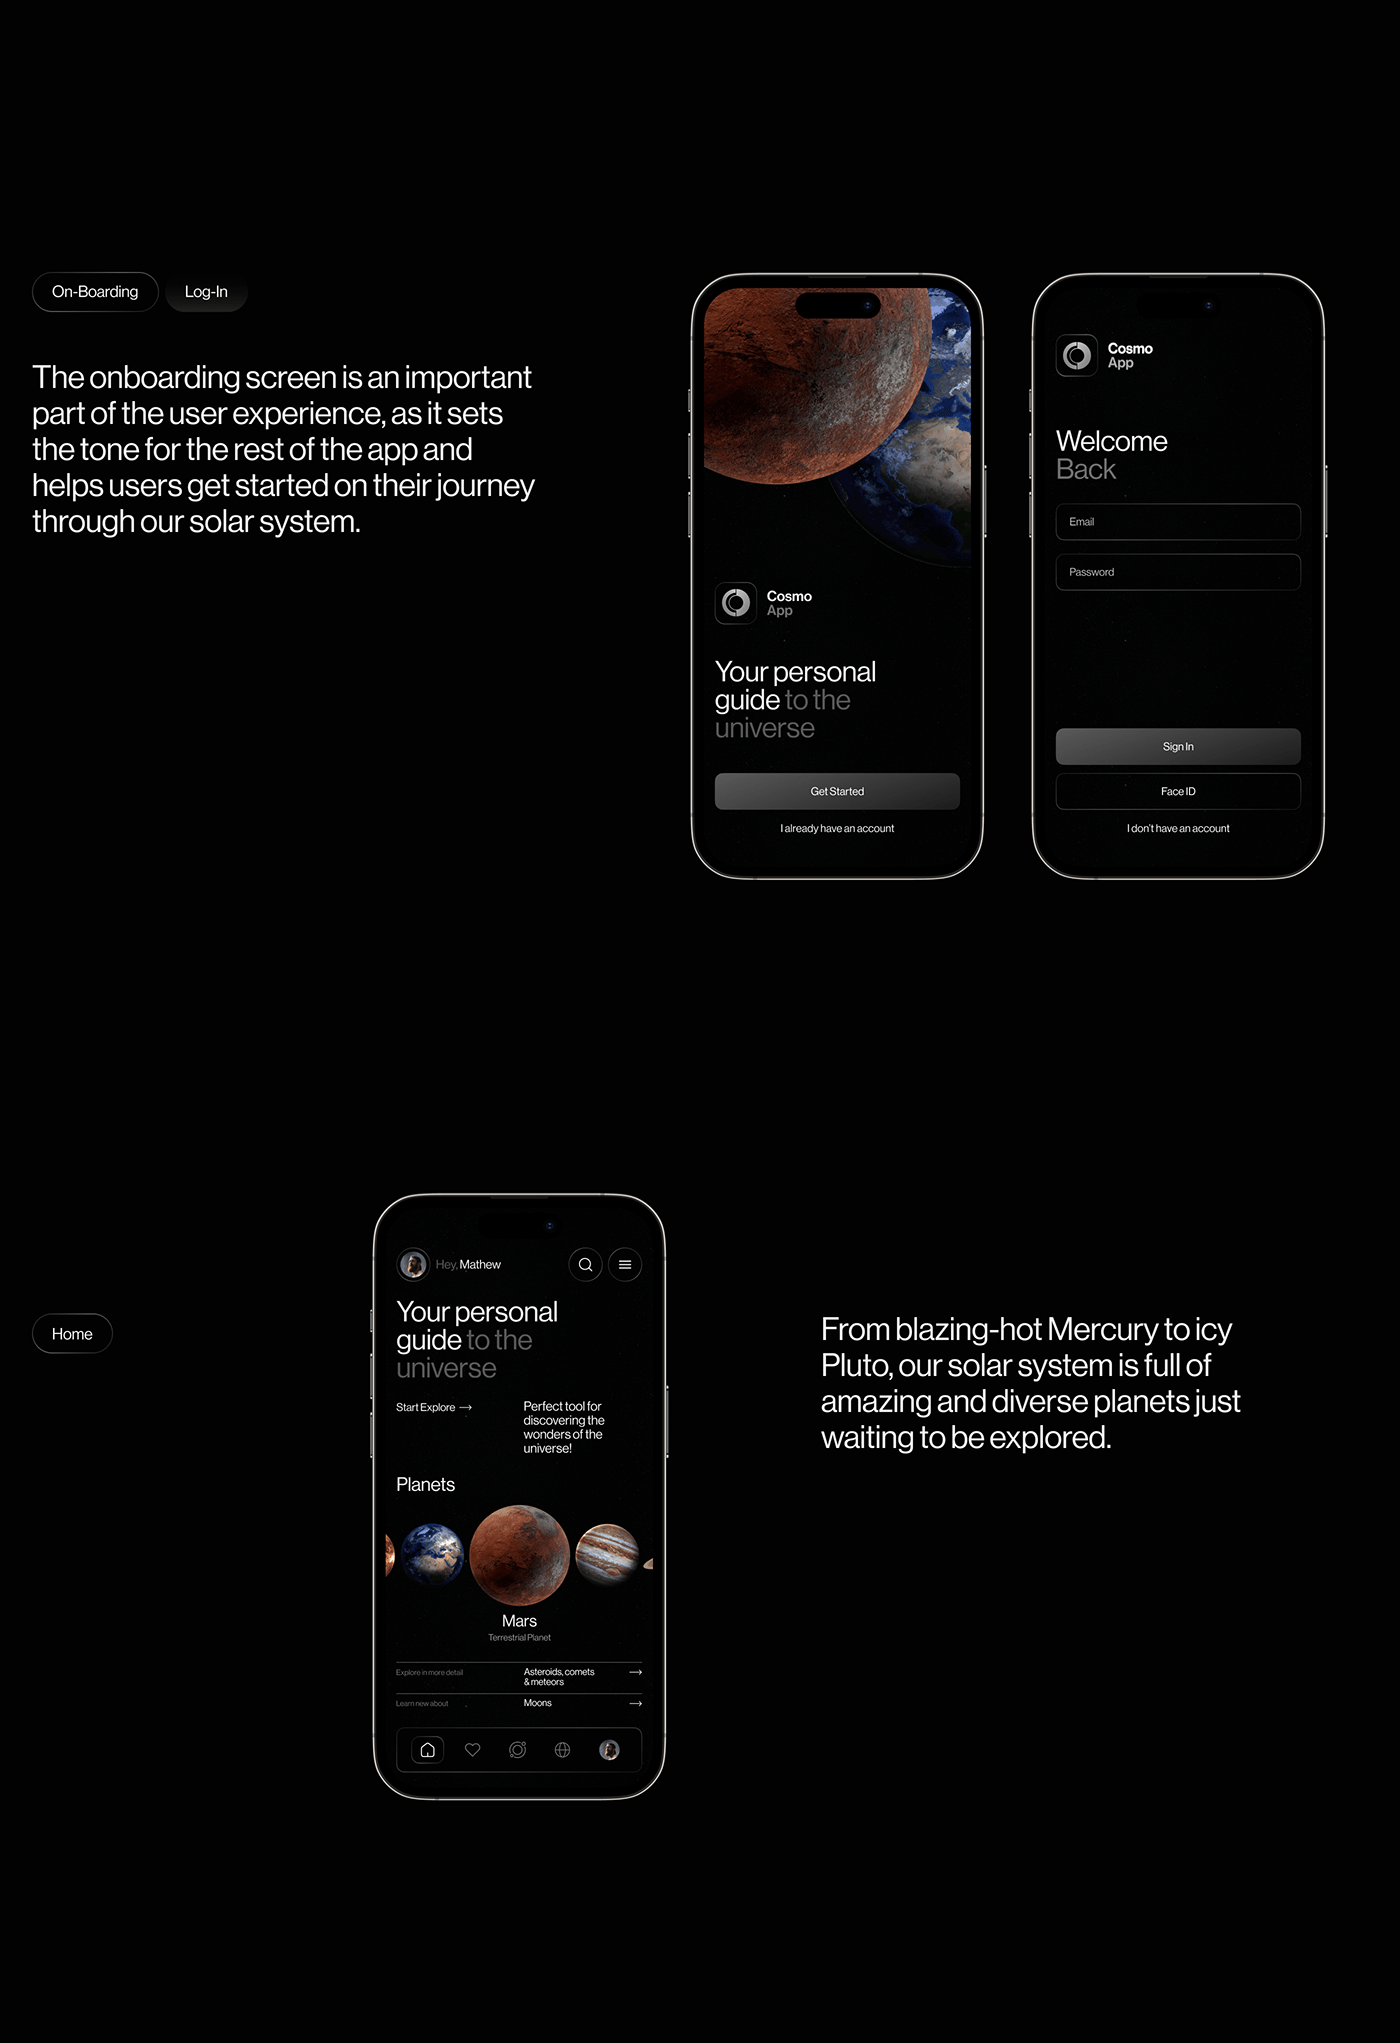 On-Boarding
Log-In
The onboarding screen is an important
part of the user experience, as it sets
the tone for the rest of the app and
helps users get started on their journey
through our solar system.
Cosmo
App
Your personal
guide to the
universe
Get Started
I already have an account
Cosmo
App
Welcome
Back
Email
Password
Sign In
Face ID
I don't have an account
Home
Hey, Mathew
Your personal
guide to the
universe
Start Explore →
Perfect tool for
discovering the
wonders of the
universe!
Planets
Mars
Terrestrial Planet
Explore in more detail
Asteroids, comets
& meteors
Learn new about
Moons
From blazing-hot Mercury to icy
Pluto, our solar system is full of
amazing and diverse planets just
waiting to be explored.